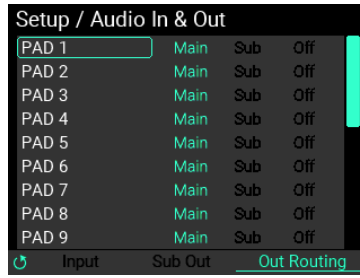 Setup / Audio In & Out
PAD 1 Main Sub Off
PAD 2 Main Sub Off
PAD 3 Main Sub Off
PAD 4 Main Sub Off
PAD 5 Main Sub Off
PAD 6 Main Sub Off
PAD 7 Main Sub Off
PAD 8 Main Sub Off
PAD 9 Main Sub Off
Input Sub Out Out Routing